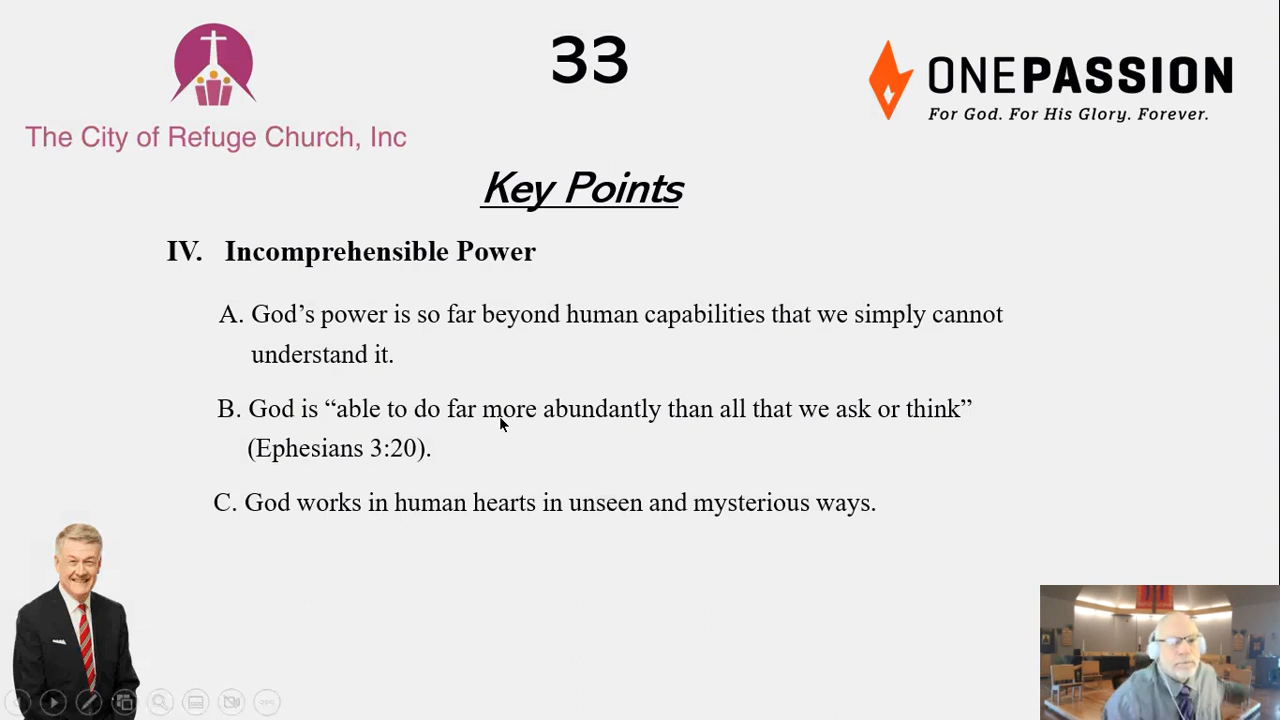 33
The City of Refuge Church, Inc
ONEPASSION
For God. For His Glory. Forever.
Key Points
IV. Incomprehensible Power
A. God’s power is so far beyond human capabilities that we simply cannot
understand it.
B. God is “able to do far more abundantly than all that we ask or think”
(Ephesians 3:20).
C. God works in human hearts in unseen and mysterious ways.